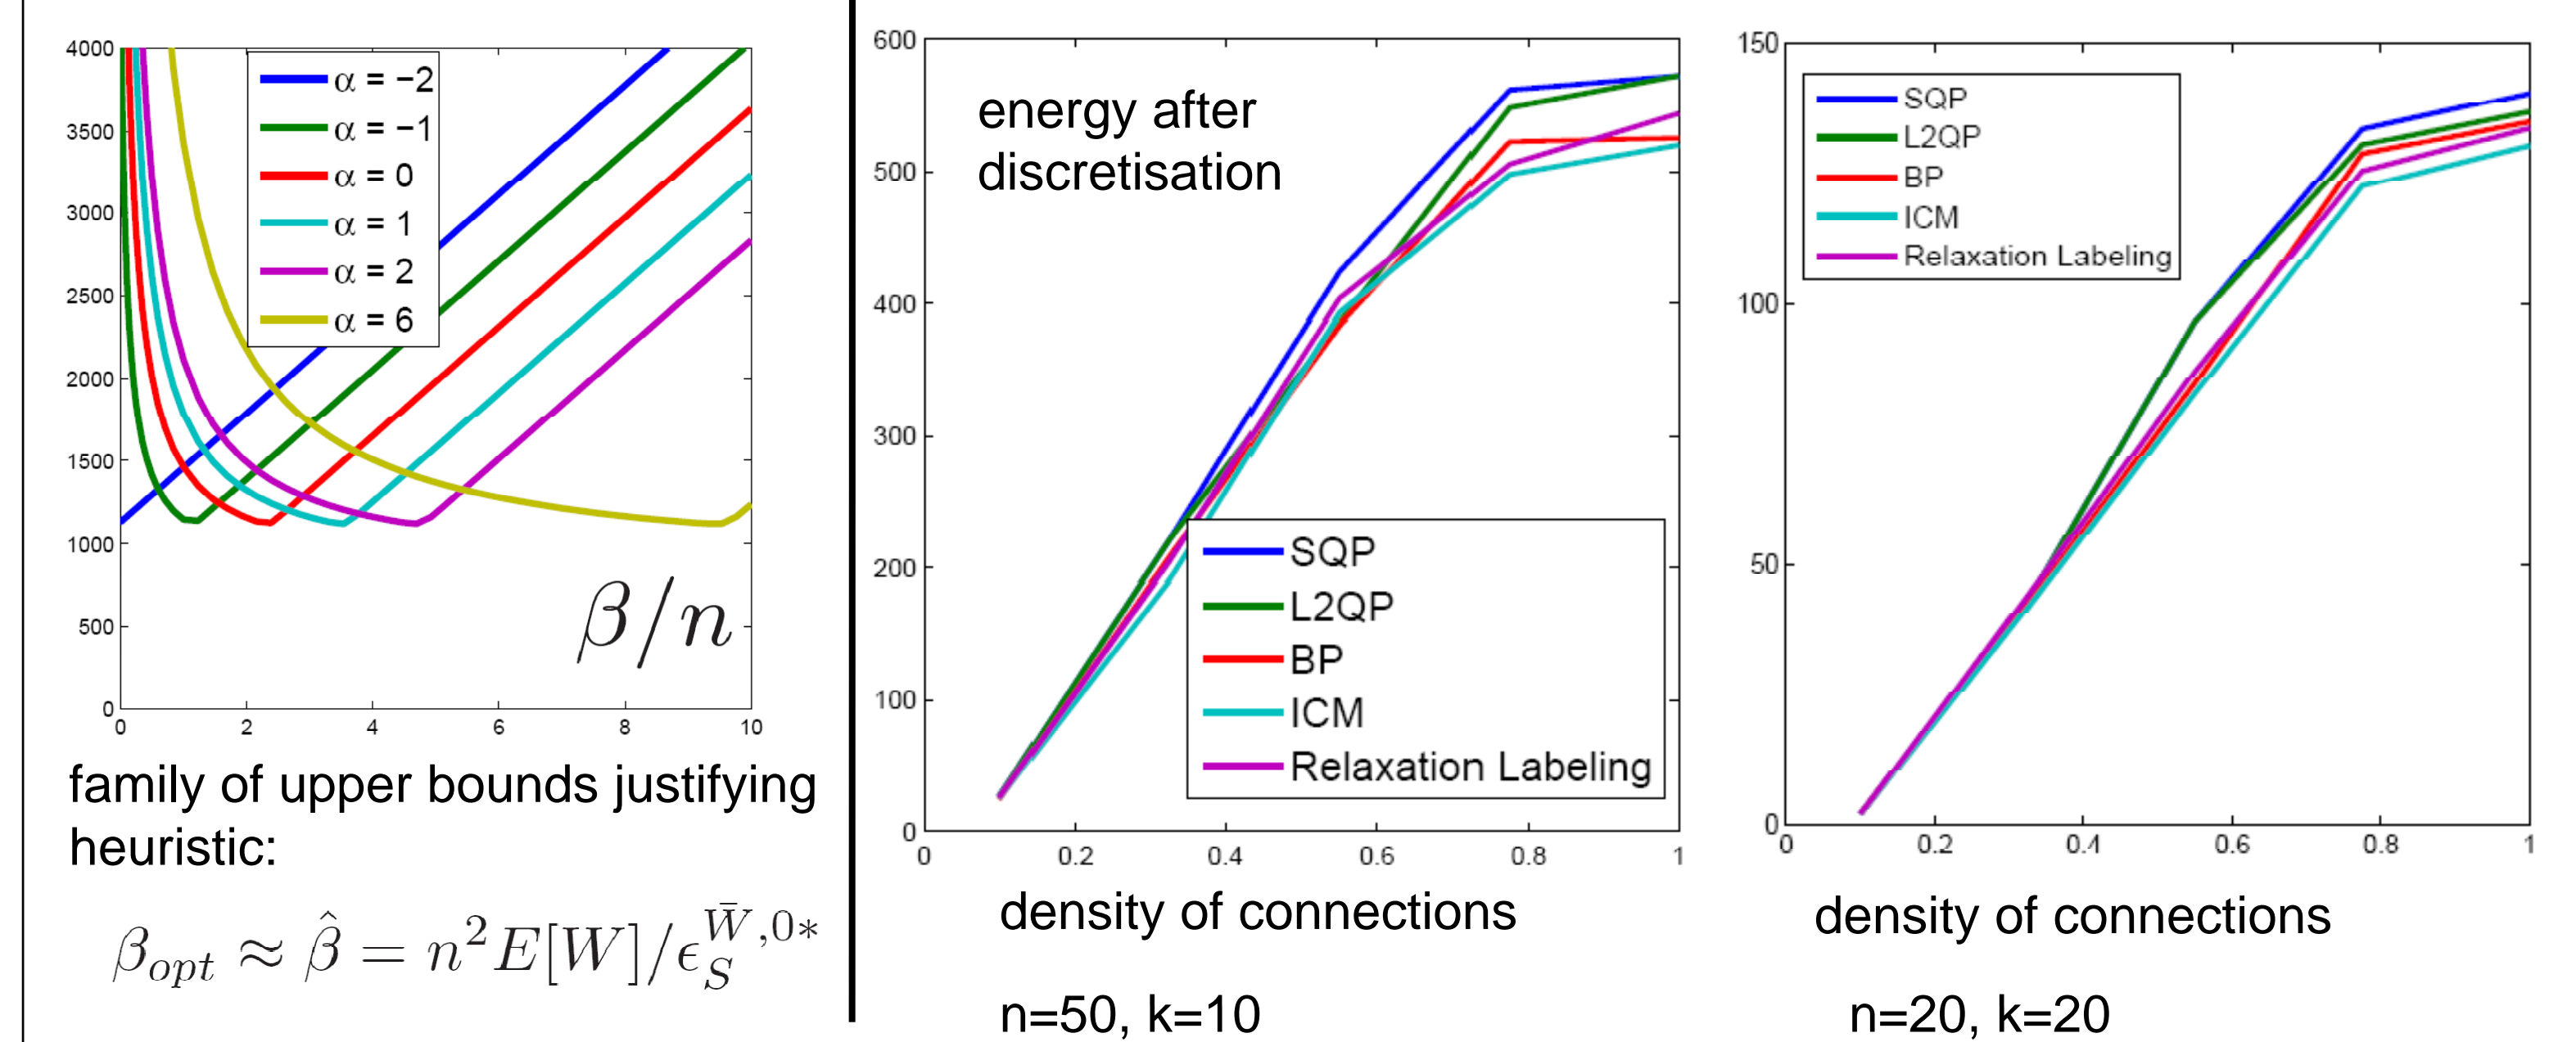 4000
3500
3000
2500
2000
1500
1000
500
0
0 2 4 6 8 10
α = −2
α = −1
α = 0
α = 1
α = 2
α = 6
β/n
family of upper bounds justifying
heuristic:
β_{opt} ≈ β̂ = n²E[W]/ϵ_S^{W̄,0*}
600
500
400
300
200
100
0
0 0.2 0.4 0.6 0.8 1
energy after
discretisation
SQP
L2QP
BP
ICM
Relaxation Labeling
density of connections
n=50, k=10
150
100
50
0
0 0.2 0.4 0.6 0.8 1
SQP
L2QP
BP
ICM
Relaxation Labeling
density of connections
n=20, k=20